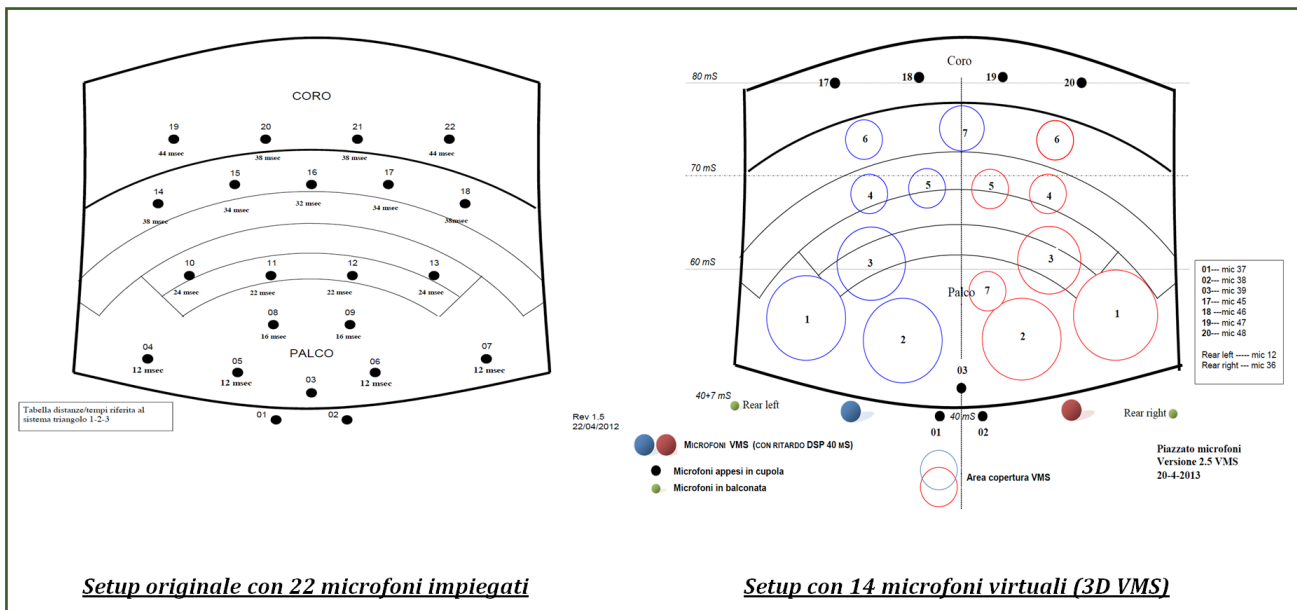 CORO
19 20 21 22
44 msec 38 msec 38 msec 44 msec
15 16 17
14 34 msec 32 msec 34 msec 18
38 msec 38msec
10 11 12 13
24 msec 22 msec 22 msec 24 msec
08 09
16 msec 16 msec
PALCO
04 05 06 07
12 msec 12 msec 12 msec 12 msec
03
01 02
Tabella distanze/tempi riferita al
sistema triangolo 1-2-3
Rev 1.5
22/04/2012
Setup originale con 22 microfoni impiegati
Coro
80 mS
17 18 19 20
6 7 6
70 mS
4 5 5 4
60 mS
3 3
Palco 7
1 2 2 1
03
40+7 mS
Rear left
40 mS
Rear right
01 02
01--- mic 37
02--- mic 38
03--- mic 39
17--- mic 45
18 ---mic 46
19--- mic 47
20--- mic 48
Rear left ----- mic 12
Rear right --- mic 36
MICROFONI VMS (CON RITARDO DSP 40 MS)
Microfoni appesi in cupola
Microfoni in balconata
Area copertura VMS
Piazzato microfoni
Versione 2.5 VMS
20-4-2013
Setup con 14 microfoni virtuali (3D VMS)